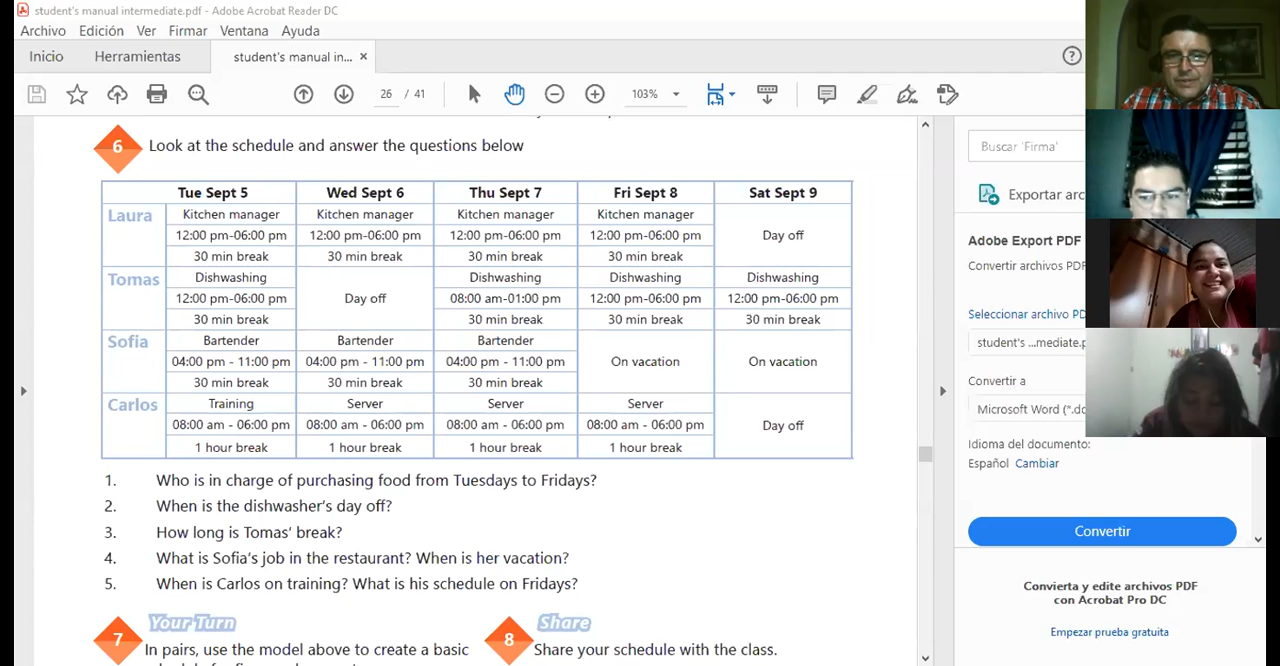 student's manual intermediate.pdf - Adobe Acrobat Reader DC
Archivo Edición Ver Firmar Ventana Ayuda
Inicio Herramientas student's manual in... ×
26 / 41 103%
6 Look at the schedule and answer the questions below
Tue Sept 5 Wed Sept 6 Thu Sept 7 Fri Sept 8 Sat Sept 9
Laura Kitchen manager Kitchen manager Kitchen manager Kitchen manager
12:00 pm-06:00 pm 12:00 pm-06:00 pm 12:00 pm-06:00 pm 12:00 pm-06:00 pm Day off
30 min break 30 min break 30 min break 30 min break
Tomas Dishwashing Dishwashing Dishwashing Dishwashing
12:00 pm-06:00 pm Day off 08:00 am-01:00 pm 12:00 pm-06:00 pm 12:00 pm-06:00 pm
30 min break 30 min break 30 min break 30 min break
Sofia Bartender Bartender Bartender
04:00 pm - 11:00 pm 04:00 pm - 11:00 pm 04:00 pm - 11:00 pm On vacation On vacation
30 min break 30 min break 30 min break
Carlos Training Server Server Server
08:00 am - 06:00 pm 08:00 am - 06:00 pm 08:00 am - 06:00 pm 08:00 am - 06:00 pm Day off
1 hour break 1 hour break 1 hour break 1 hour break
1. Who is in charge of purchasing food from Tuesdays to Fridays?
2. When is the dishwasher's day off?
3. How long is Tomas' break?
4. What is Sofia's job in the restaurant? When is her vacation?
5. When is Carlos on training? What is his schedule on Fridays?
7 Your Turn
In pairs, use the model above to create a basic
8 Share
Share your schedule with the class.
Buscar 'Firma'
Exportar arc
Adobe Export PDF
Convertir archivos PDF
Seleccionar archivo PD
student's ...mediate.p
Convertir a
Microsoft Word (*.do
Idioma del documento:
Español Cambiar
Convertir
Convierta y edite archivos PDF
con Acrobat Pro DC
Empezar prueba gratuita